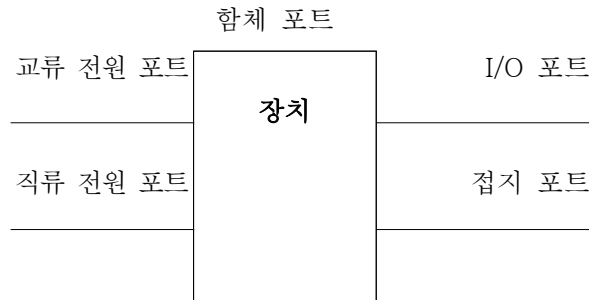 함체 포트
교류 전원 포트
I/O 포트
장치
직류 전원 포트
접지 포트